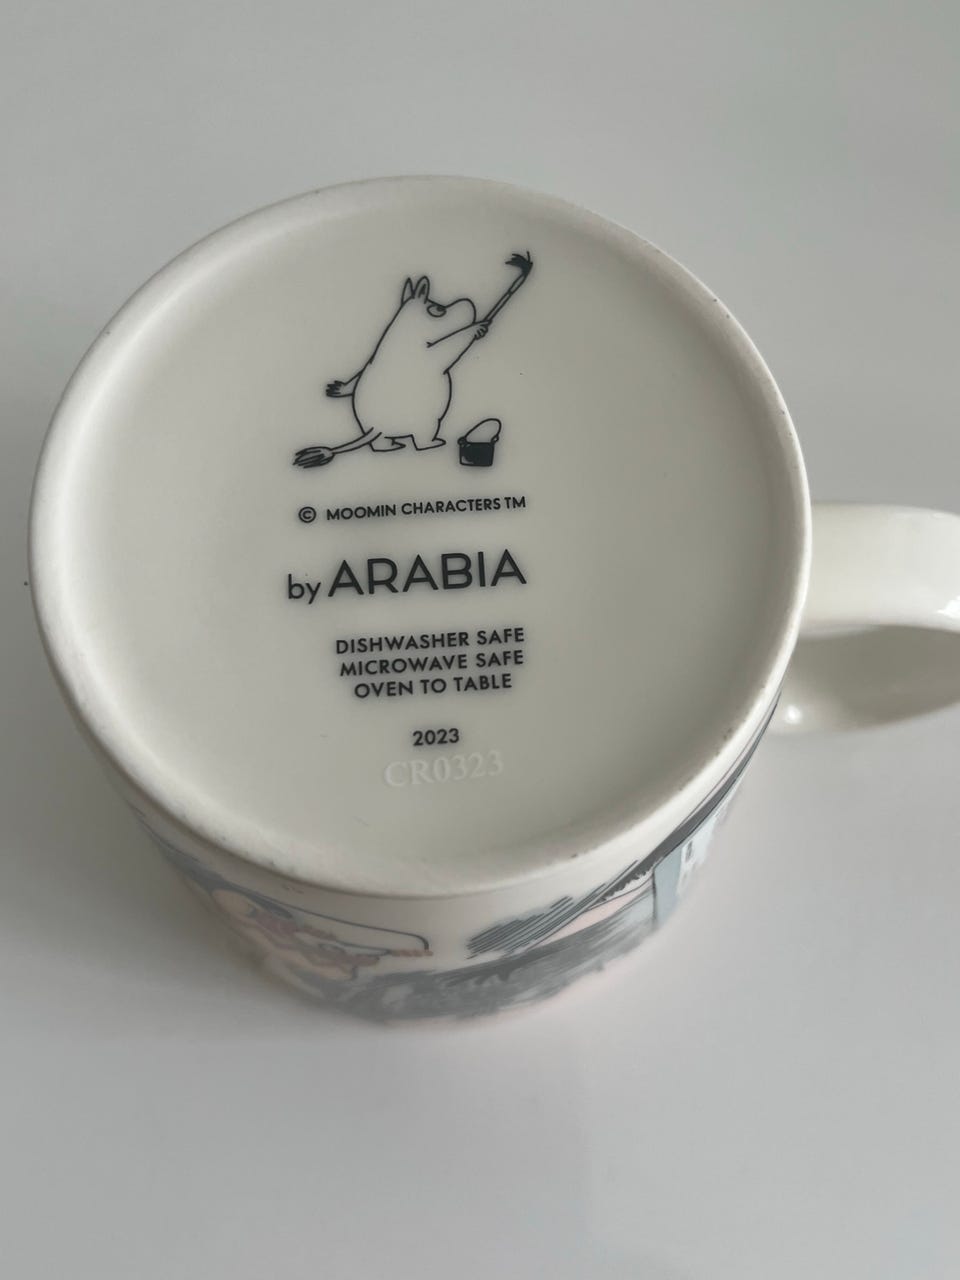 © MOOMIN CHARACTERS TM
by ARABIA
DISHWASHER SAFE
MICROWAVE SAFE
OVEN TO TABLE
2023
CR0323